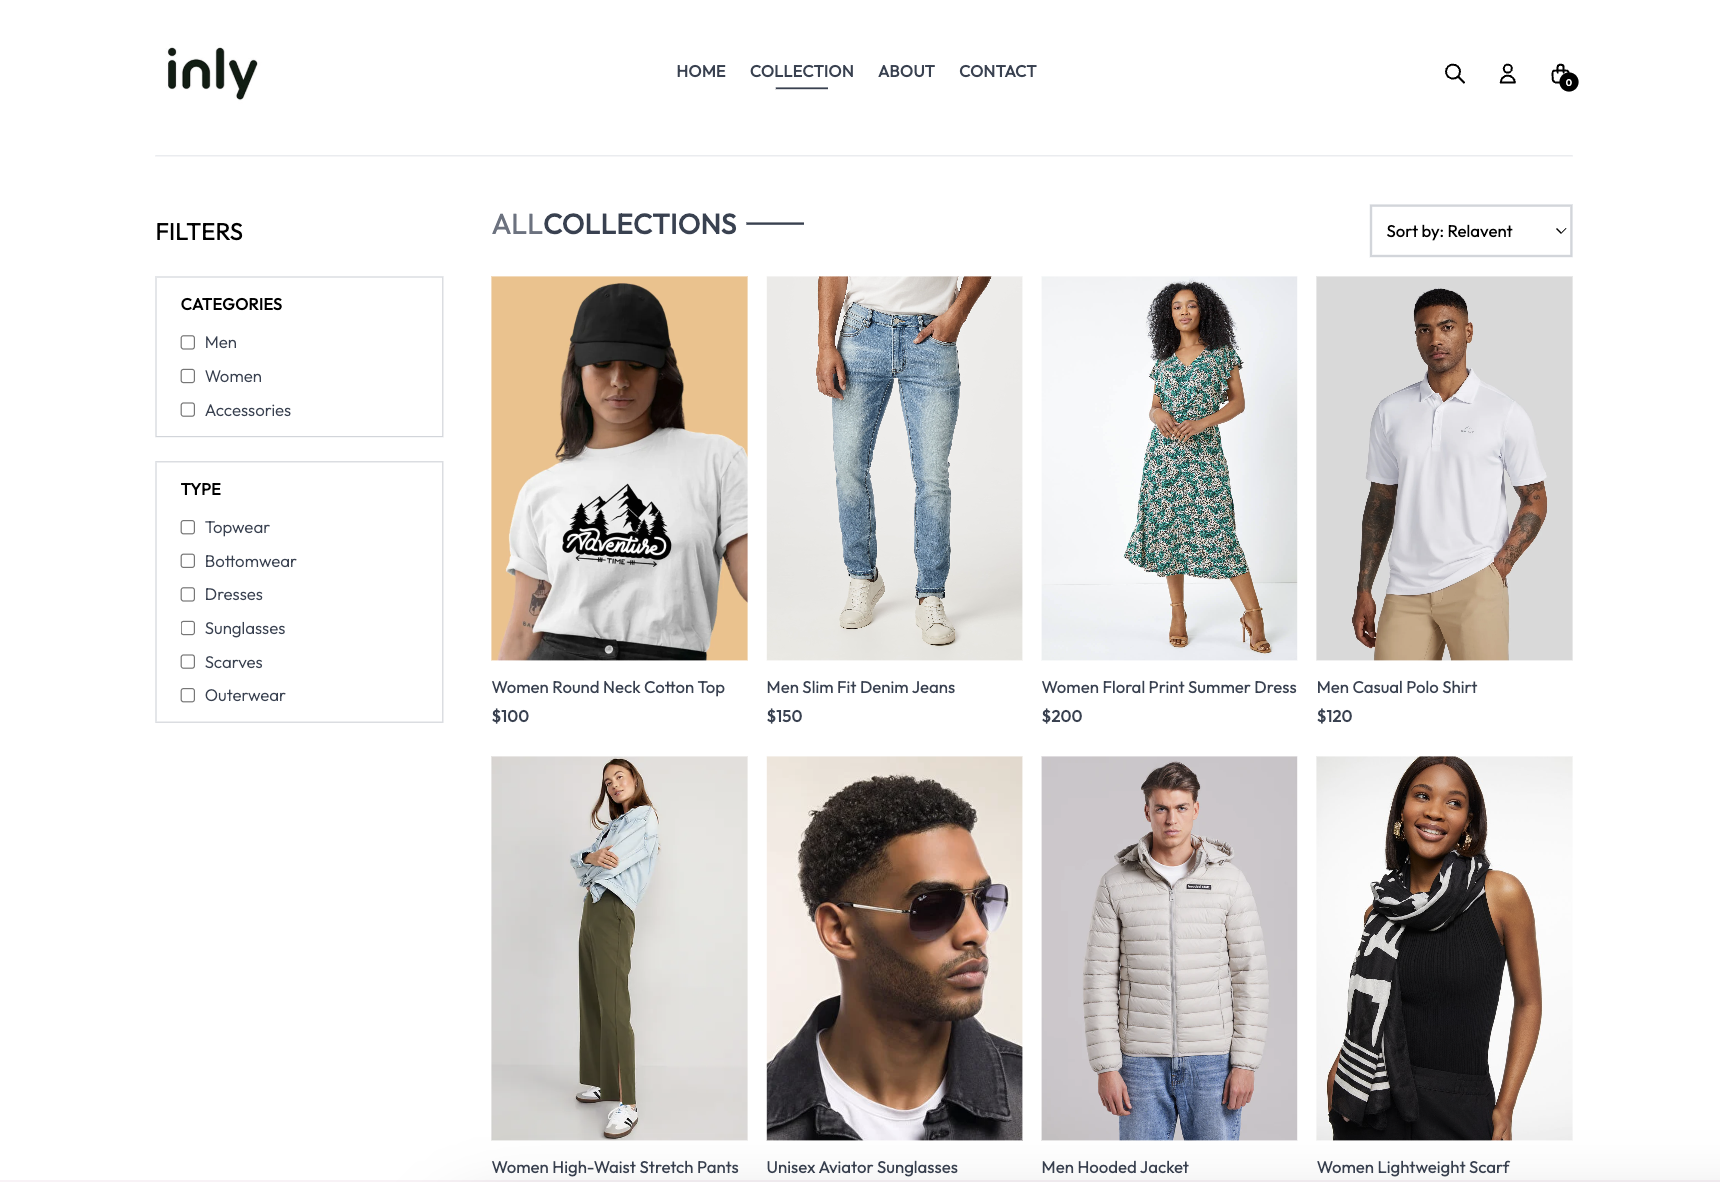 inly
HOME COLLECTION ABOUT CONTACT
0
FILTERS
CATEGORIES
Men
Women
Accessories
TYPE
Topwear
Bottomwear
Dresses
Sunglasses
Scarves
Outerwear
ALLCOLLECTIONS
Sort by: Relavent
Adventure
TIME
Women Round Neck Cotton Top
$100
Men Slim Fit Denim Jeans
$150
Women Floral Print Summer Dress
$200
Men Casual Polo Shirt
$120
Women High-Waist Stretch Pants
Unisex Aviator Sunglasses
Men Hooded Jacket
Women Lightweight Scarf